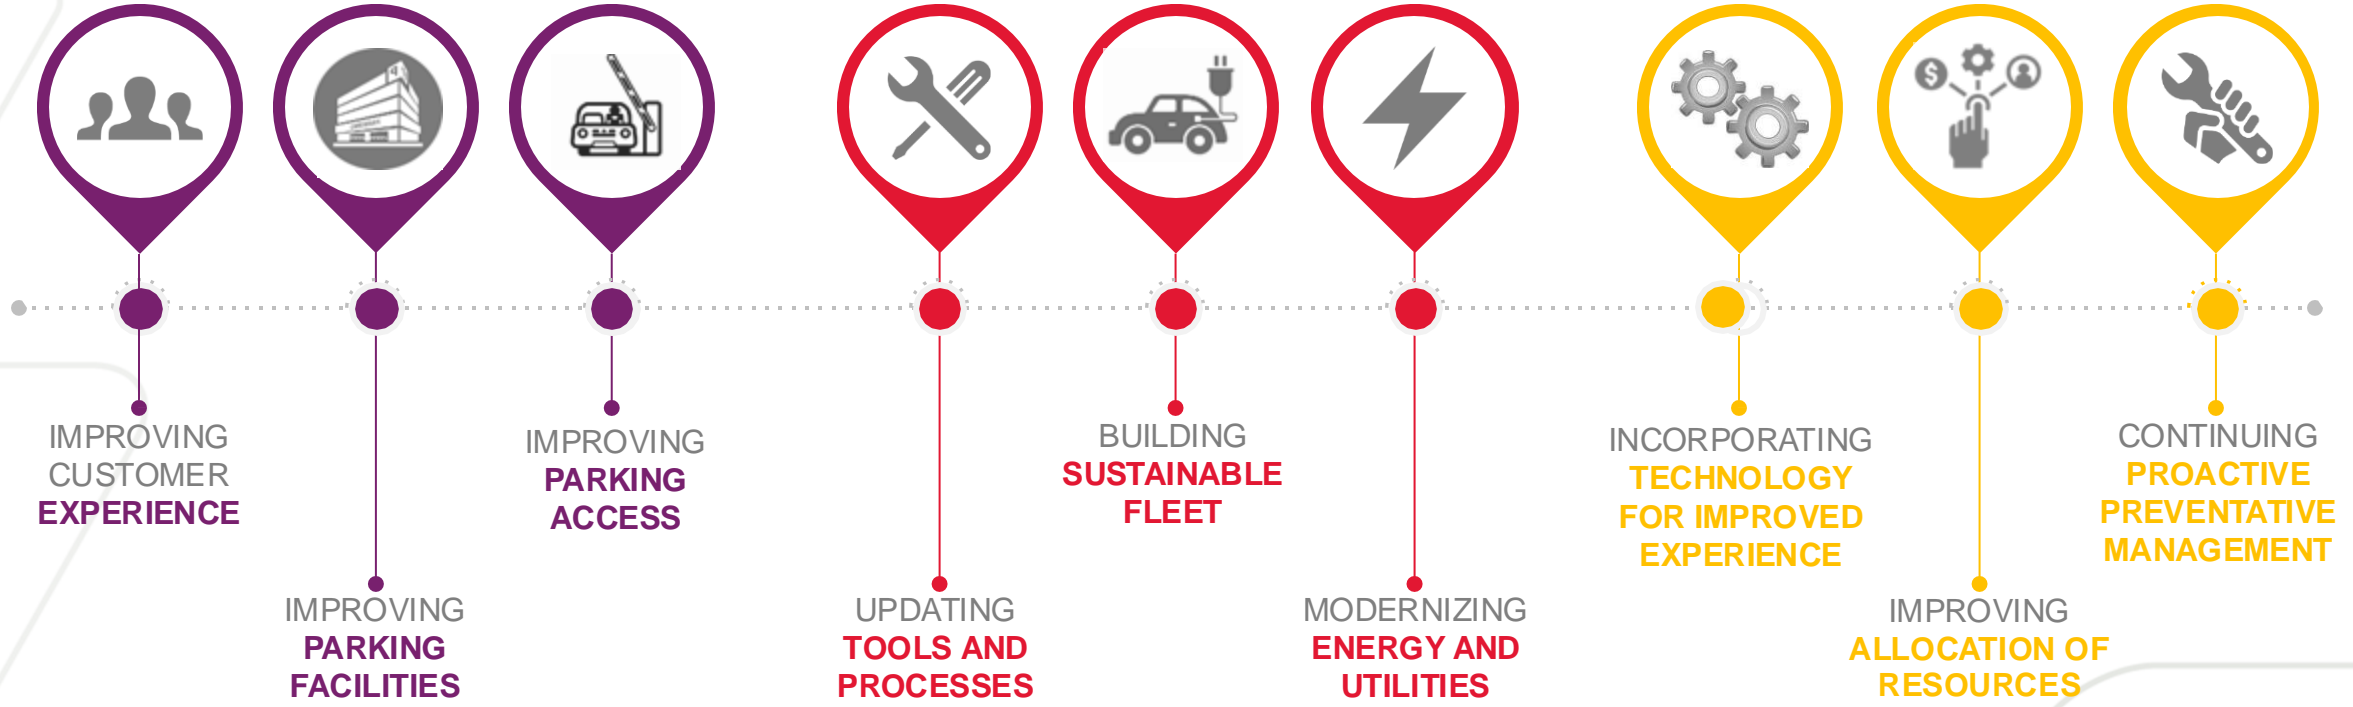 IMPROVING
CUSTOMER
EXPERIENCE
IMPROVING
PARKING
FACILITIES
IMPROVING
PARKING
ACCESS
UPDATING
TOOLS AND
PROCESSES
BUILDING
SUSTAINABLE
FLEET
MODERNIZING
ENERGY AND
UTILITIES
INCORPORATING
TECHNOLOGY
FOR IMPROVED
EXPERIENCE
IMPROVING
ALLOCATION OF
RESOURCES
CONTINUING
PROACTIVE
PREVENTATIVE
MANAGEMENT